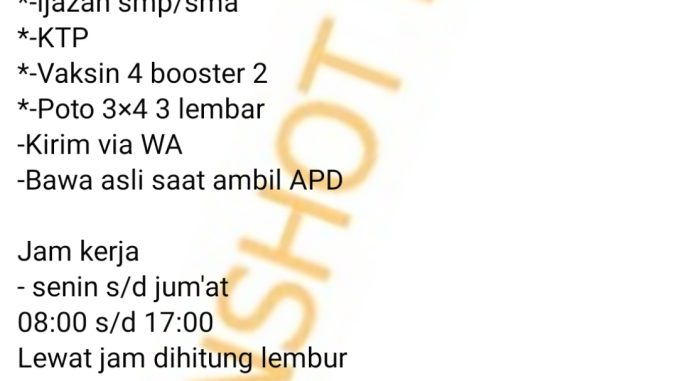 *-Ijazah smp/sma
*-KTP
*-Vaksin 4 booster 2
*-Poto 3×4 3 lembar
-Kirim via WA
-Bawa asli saat ambil APD
Jam kerja
- senin s/d jum'at
08:00 s/d 17:00
Lewat jam dihitung lembur
NSHOT